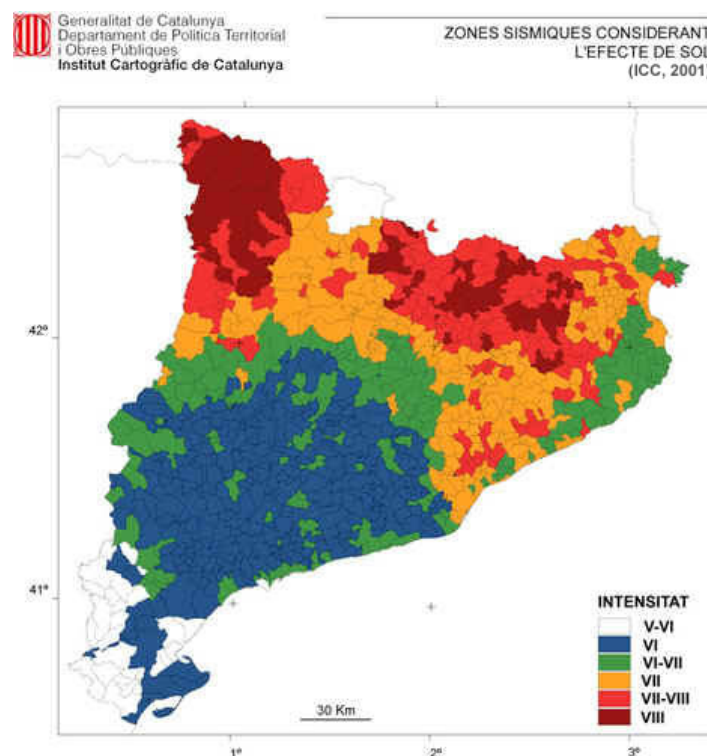 Generalitat de Catalunya
Departament de Política Territorial
i Obres Públiques
Institut Cartogràfic de Catalunya
ZONES SISMIQUES CONSIDERANT
L'EFECTE DE SOL
(ICC, 2001)
42º
41º
INTENSITAT
V-VI
VI
VI-VII
VII
VII-VIII
VIII
30 Km
1º
2º
3º